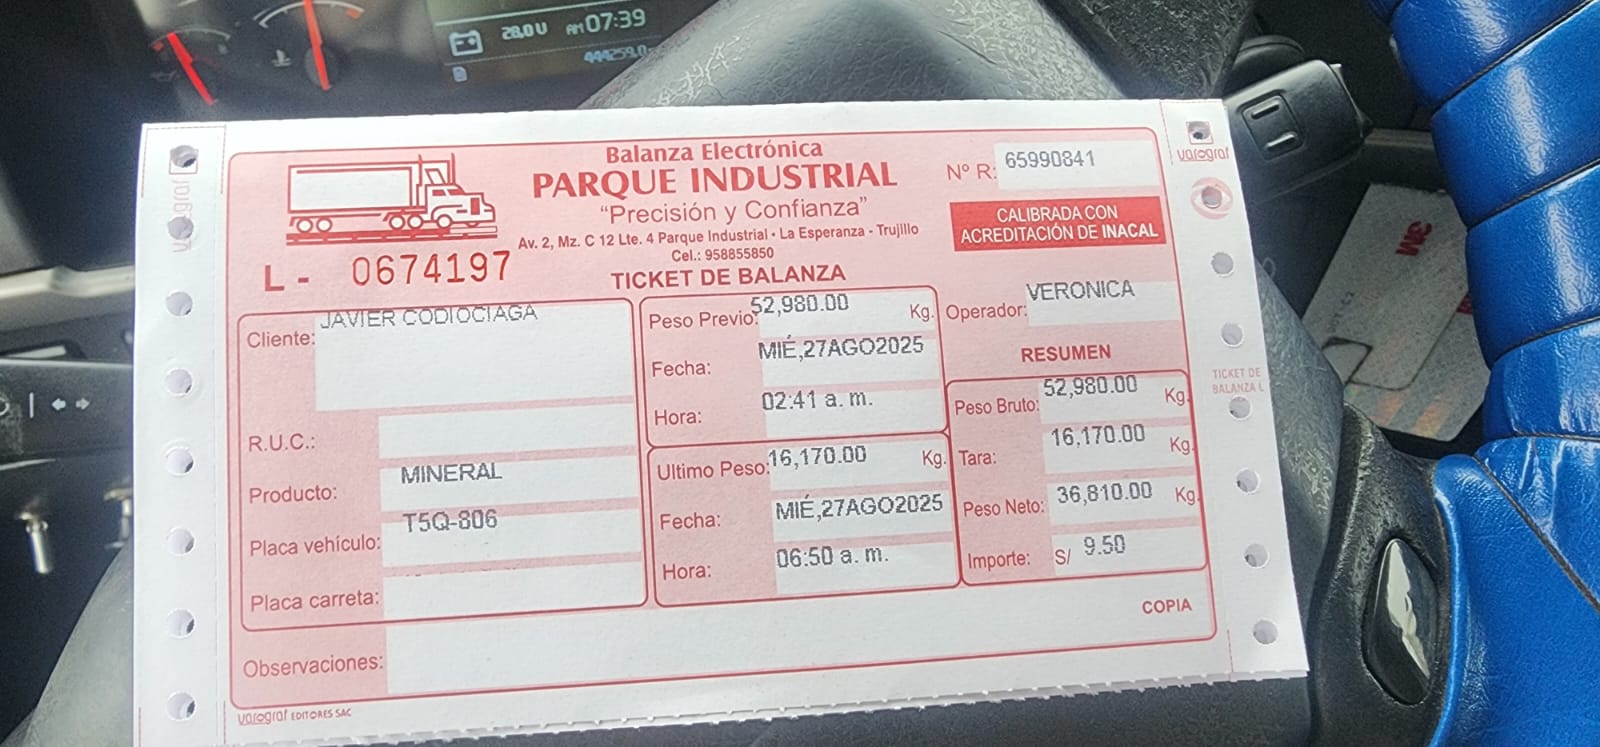 28.0 V AM 07:39
444259.0
Balanza Electrónica
PARQUE INDUSTRIAL
"Precisión y Confianza"
Av. 2, Mz. C 12 Lte. 4 Parque Industrial • La Esperanza - Trujillo
Cel.: 958855850
Nº R: 65990841
CALIBRADA CON
ACREDITACIÓN DE INACAL
L - 0674197
TICKET DE BALANZA
Cliente: JAVIER CODIOCIAGA
R.U.C.:
Producto: MINERAL
Placa vehículo: T5Q-806
Placa carreta:
Observaciones:
Peso Previo: 52,980.00 Kg.
Fecha: MIÉ,27AGO2025
Hora: 02:41 a. m.
Ultimo Peso: 16,170.00 Kg.
Fecha: MIÉ,27AGO2025
Hora: 06:50 a. m.
Operador: VERONICA
RESUMEN
Peso Bruto: 52,980.00 Kg.
Tara: 16,170.00 Kg.
Peso Neto: 36,810.00 Kg.
Importe: S/ 9.50
COPIA
varograf EDITORES SAC
varograf
varograf
TICKET DE
BALANZA L
3M